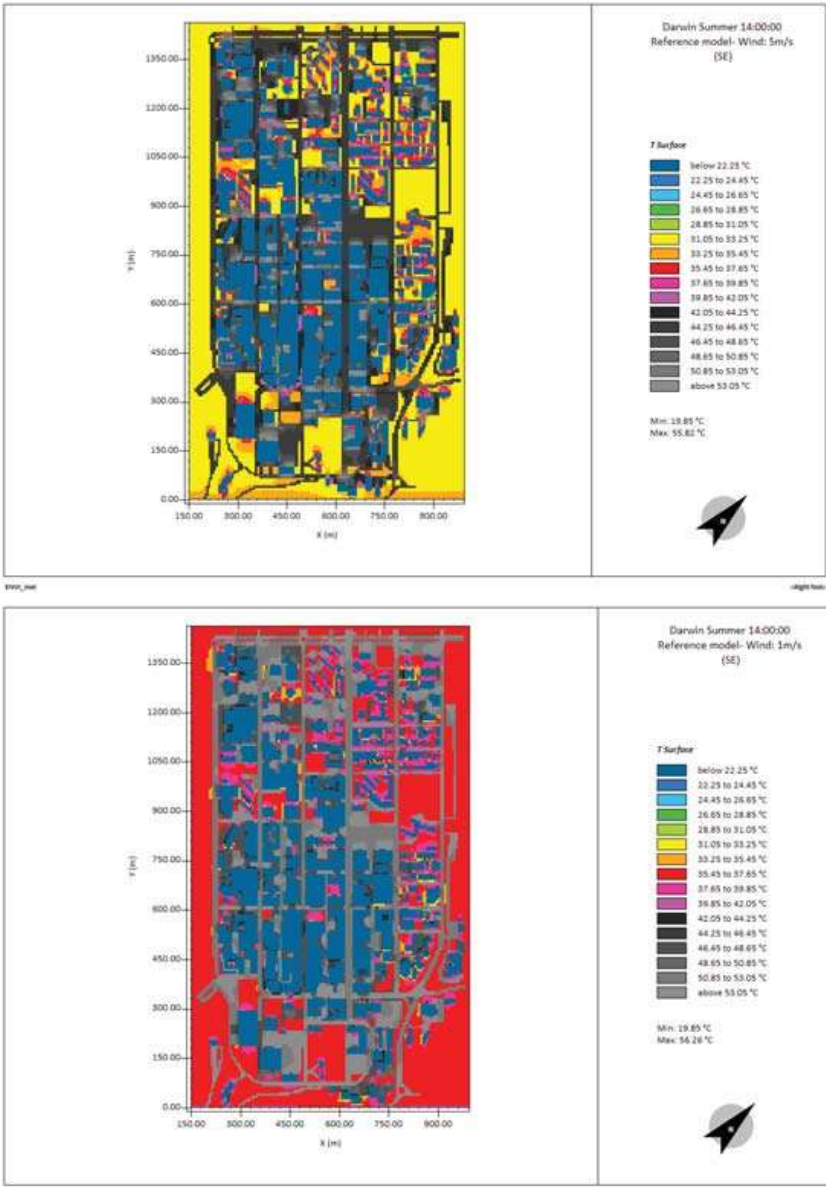 Darwin Summer 14:00:00
Reference model- Wind: 5m/s
(SE)
T Surface
below 22.25 °C
22.25 to 24.45 °C
24.45 to 26.65 °C
26.65 to 28.85 °C
28.85 to 31.05 °C
31.05 to 33.25 °C
33.25 to 35.45 °C
35.45 to 37.65 °C
37.65 to 39.85 °C
39.85 to 42.05 °C
42.05 to 44.25 °C
44.25 to 46.45 °C
46.45 to 48.65 °C
48.65 to 50.85 °C
50.85 to 53.05 °C
above 53.05 °C
Min: 19.85 °C
Max: 55.82 °C
N
Y (m)
1350.00
1200.00
1050.00
900.00
750.00
600.00
450.00
300.00
150.00
0.00
150.00 300.00 450.00 600.00 750.00 900.00
X (m)
Darwin Summer 14:00:00
Reference model- Wind: 1m/s
(SE)
T Surface
below 22.25 °C
22.25 to 24.45 °C
24.45 to 26.65 °C
26.65 to 28.85 °C
28.85 to 31.05 °C
31.05 to 33.25 °C
33.25 to 35.45 °C
35.45 to 37.65 °C
37.65 to 39.85 °C
39.85 to 42.05 °C
42.05 to 44.25 °C
44.25 to 46.45 °C
46.45 to 48.65 °C
48.65 to 50.85 °C
50.85 to 53.05 °C
above 53.05 °C
Min: 19.85 °C
Max: 56.26 °C
N
Y (m)
1350.00
1200.00
1050.00
900.00
750.00
600.00
450.00
300.00
150.00
0.00
150.00 300.00 450.00 600.00 750.00 900.00
X (m)